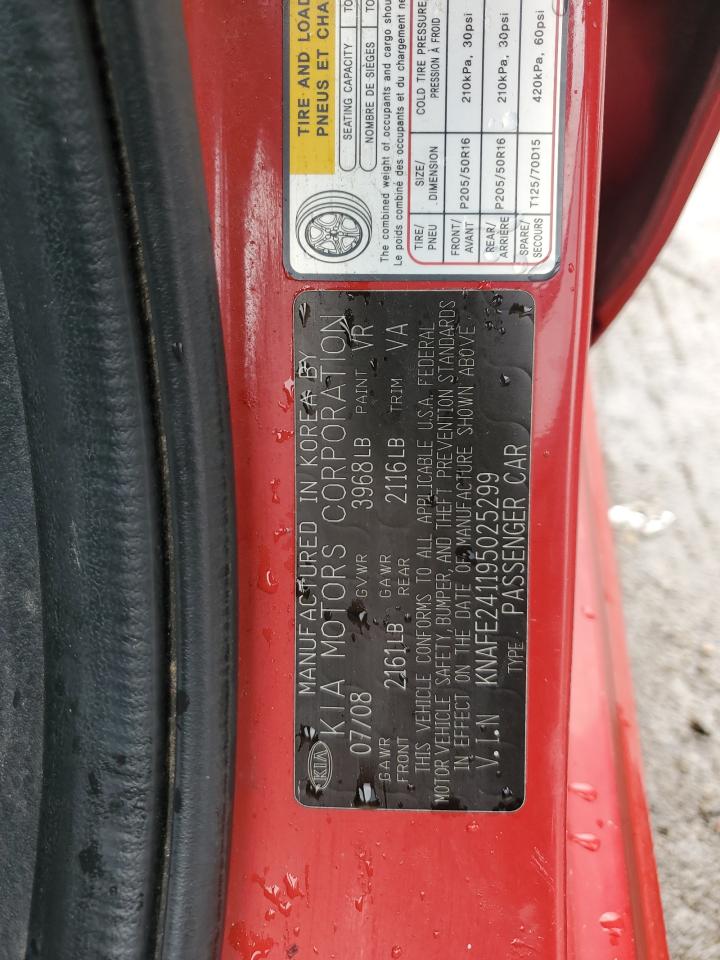 TIRE AND LOAD
PNEUS ET CHA
SEATING CAPACITY
NOMBRE DE SIÈGES
The combined weight of occupants and cargo shou
Le poids combiné des occupants et du chargement ne
TIRE/ PNEU SIZE/ DIMENSION COLD TIRE PRESSURE/ PRESSION À FROID
FRONT/ AVANT P205/50R16 210kPa, 30psi
REAR/ ARRIÈRE P205/50R16 210kPa, 30psi
SPARE/ SECOURS T125/70D15 420kPa, 60psi
MANUFACTURED IN KOREA BY
KIA KIA MOTORS CORPORATION
07/08 GVWR 3968LB PAINT VR
GAWR FRONT 2161LB GAWR REAR 2116LB TRIM VA
THIS VEHICLE CONFORMS TO ALL APPLICABLE U.S.A. FEDERAL
MOTOR VEHICLE SAFETY, BUMPER, AND THEFT PREVENTION STANDARDS
IN EFFECT ON THE DATE OF MANUFACTURE SHOWN ABOVE
V.I.N KNAFE241195025299
TYPE PASSENGER CAR